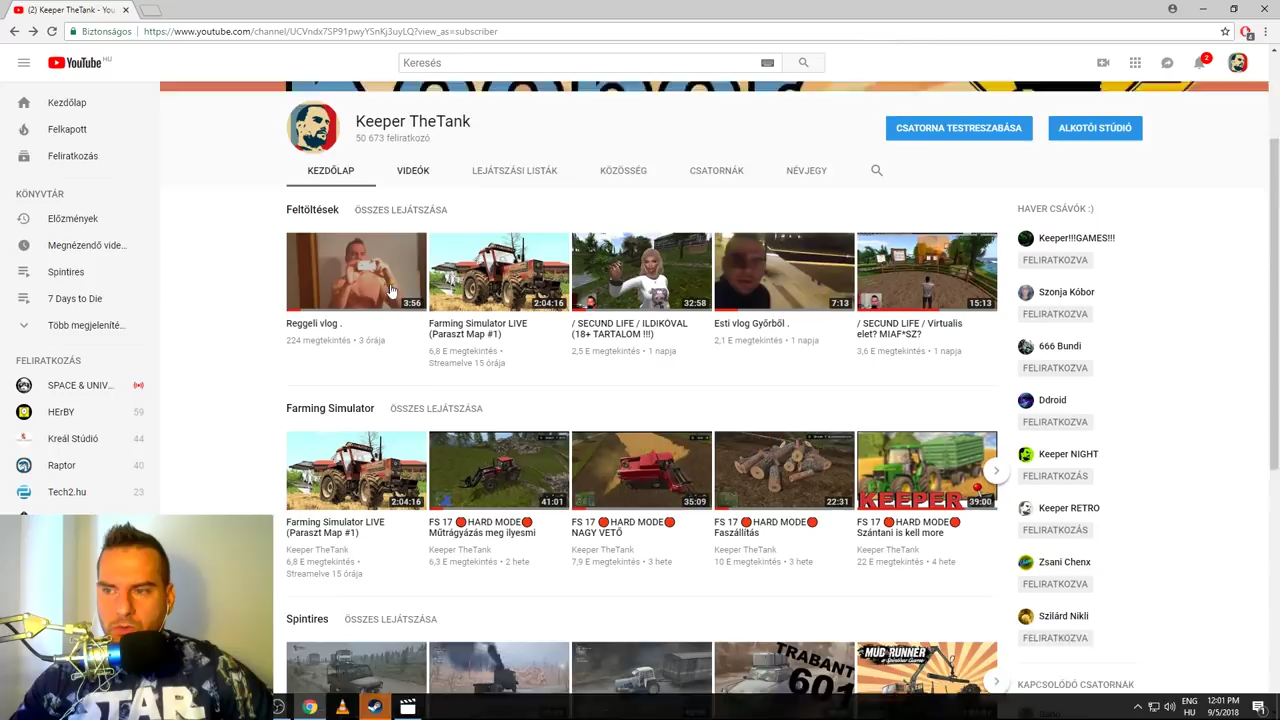 (2) Keeper TheTank - You
Biztonságos
https://www.youtube.com/channel/UCVndx7SP91pwyYSnKj3uyLQ?view_as=subscriber
4
YouTube HU
Keresés
2
Kezdőlap
Felkapott
Feliratkozás
KÖNYVTÁR
Előzmények
Megnézendő vide...
Spintires
7 Days to Die
Több megjeleníté...
FELIRATKOZÁS
SPACE & UNIV...
HErBY 59
Kreál Stúdió 44
Raptor 40
Tech2.hu 23
Keeper TheTank
50 673 feliratkozó
CSATORNA TESTRESZABÁSA
ALKOTÓI STÚDIÓ
KEZDŐLAP VIDEÓK LEJÁTSZÁSI LISTÁK KÖZÖSSÉG CSATORNÁK NÉVJEGY
Feltöltések ÖSSZES LEJÁTSZÁSA
3:56
Reggeli vlog .
224 megtekintés • 3 órája
2:04:16
Farming Simulator LIVE
(Paraszt Map #1)
6,8 E megtekintés •
Streamelve 15 órája
32:58
/ SECUND LIFE / ILDIKÓVAL
(18+ TARTALOM !!!)
2,5 E megtekintés • 1 napja
7:13
Esti vlog Győrből .
2,1 E megtekintés • 1 napja
15:13
/ SECUND LIFE / Virtualis
elet? MIAF*SZ?
3,6 E megtekintés • 1 napja
Farming Simulator ÖSSZES LEJÁTSZÁSA
2:04:16
Farming Simulator LIVE
(Paraszt Map #1)
Keeper TheTank
6,8 E megtekintés •
Streamelve 15 órája
41:01
FS 17 🔴HARD MODE🔴
Műtrágyázás meg ilyesmi
Keeper TheTank
6,3 E megtekintés • 2 hete
35:09
FS 17 🔴HARD MODE🔴
NAGY VETŐ
Keeper TheTank
7,9 E megtekintés • 3 hete
22:31
FS 17 🔴HARD MODE🔴
Faszállítás
Keeper TheTank
10 E megtekintés • 3 hete
KEEPER
39:00
FS 17 🔴HARD MODE🔴
Szántani is kell more
Keeper TheTank
22 E megtekintés • 4 hete
Spintires ÖSSZES LEJÁTSZÁSA
TRABANT
601
MUD RUNNER
HAVER CSÁVÓK :)
Keeper!!!GAMES!!!
FELIRATKOZVA
Szonja Kóbor
FELIRATKOZVA
666 Bundi
FELIRATKOZVA
Ddroid
FELIRATKOZVA
Keeper NIGHT
FELIRATKOZÁS
Keeper RETRO
FELIRATKOZÁS
Zsani Chenx
FELIRATKOZÁS
Szilárd Nikli
FELIRATKOZVA
KAPCSOLÓDÓ CSATORNÁK
STAR
ENG
HU
12:01 PM
9/5/2018